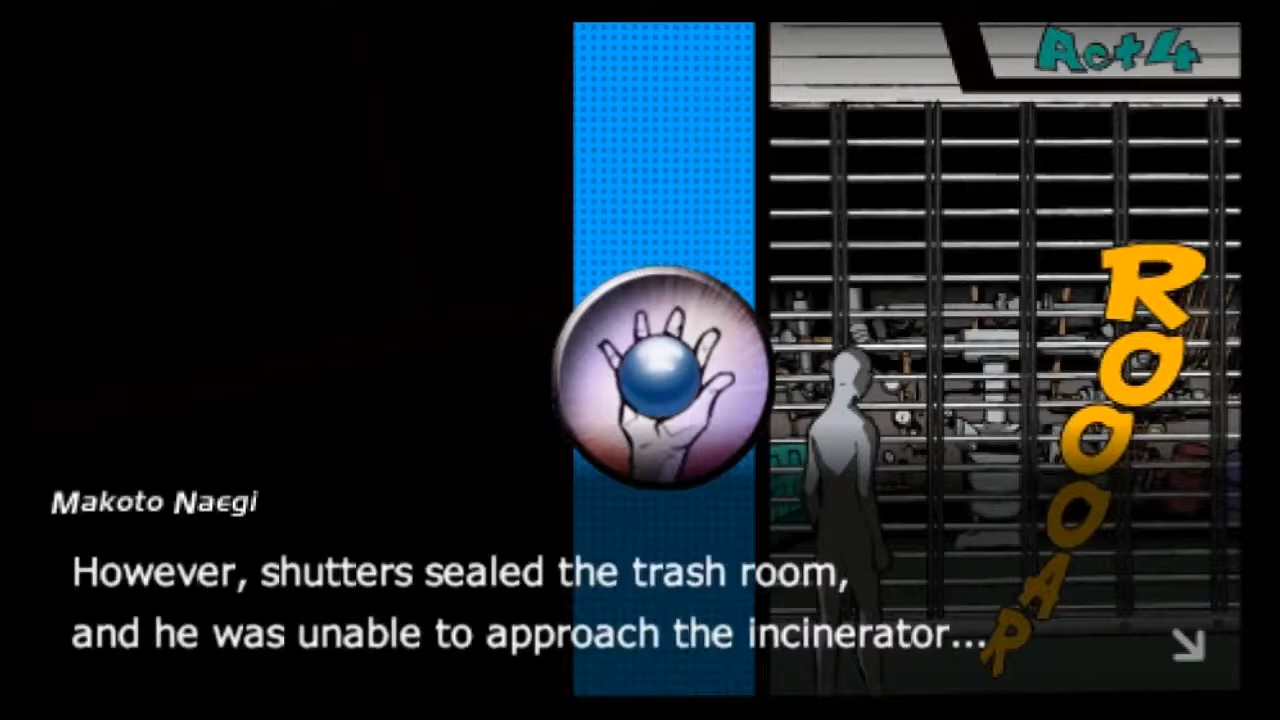 Act4
ROOOAR
Makoto Naegi
However, shutters sealed the trash room,
and he was unable to approach the incinerator...